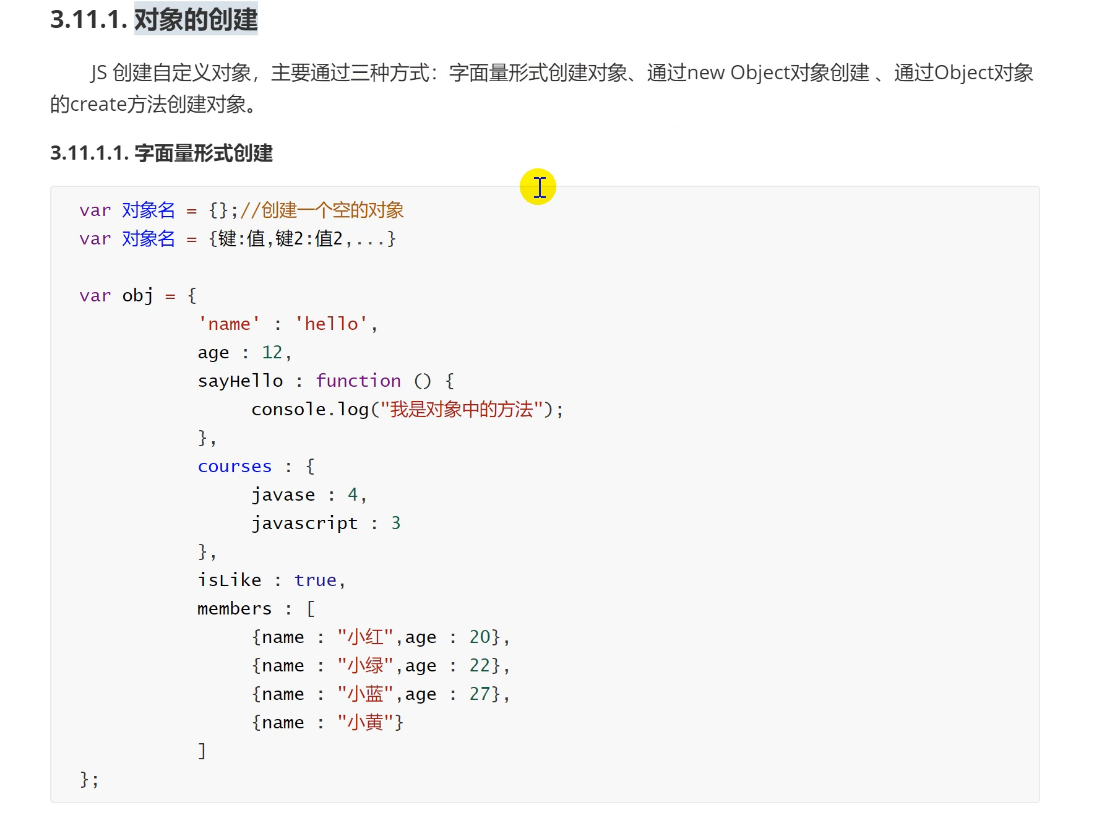 3.11.1. 对象的创建
JS 创建自定义对象，主要通过三种方式：字面量形式创建对象、通过new Object对象创建 、通过Object对象
的create方法创建对象。
3.11.1.1. 字面量形式创建
var 对象名 = {};//创建一个空的对象
var 对象名 = {键:值,键2:值2,...}
var obj = {
'name' : 'hello',
age : 12,
sayHello : function () {
console.log("我是对象中的方法");
},
courses : {
javase : 4,
javascript : 3
},
isLike : true,
members : [
{name : "小红",age : 20},
{name : "小绿",age : 22},
{name : "小蓝",age : 27},
{name : "小黄"}
]
};